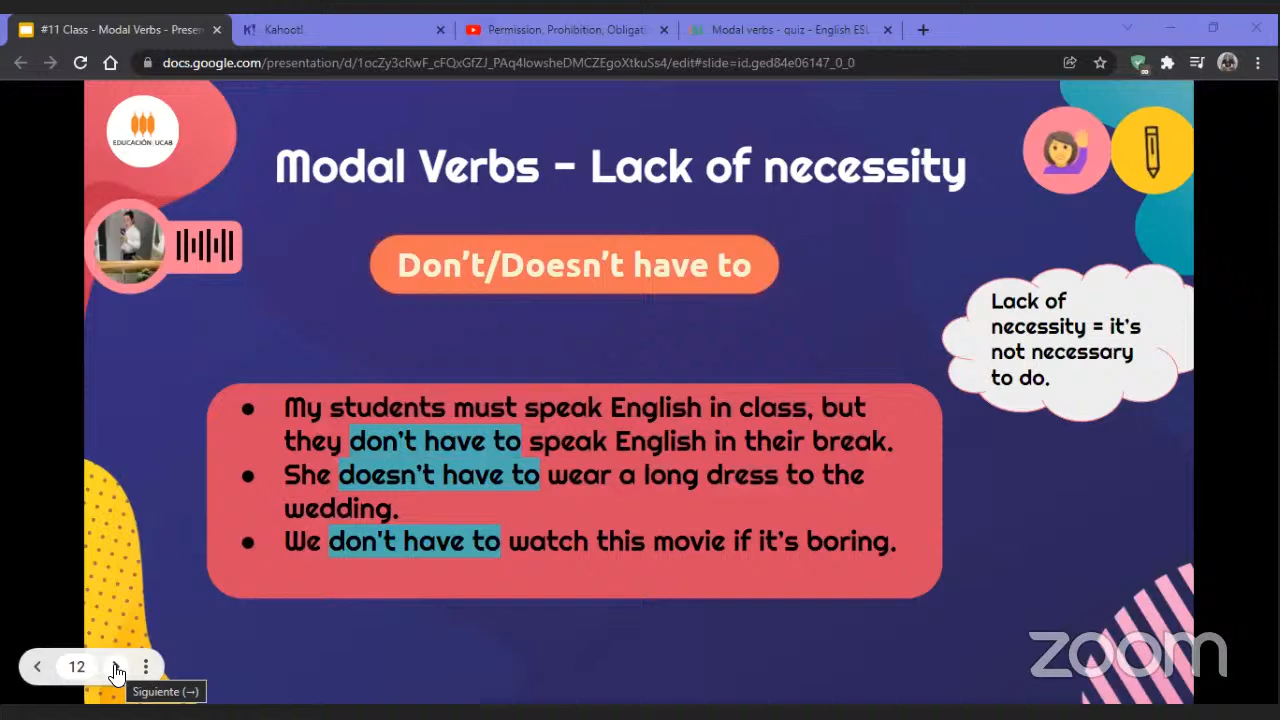 #11 Class - Modal Verbs - Presen
Kahoot!
Permission, Prohibition, Obligati
Modal verbs - quiz - English ESL
docs.google.com/presentation/d/1ocZy3cRwF_cFQxGfZJ_PAq4lowsheDMCZEgoXtkuSs4/edit#slide=id.ged84e06147_0_0
EDUCACIÓN UCAB
Modal Verbs - Lack of necessity
Don't/Doesn't have to
Lack of
necessity = it's
not necessary
to do.
● My students must speak English in class, but
they don't have to speak English in their break.
● She doesn't have to wear a long dress to the
wedding.
● We don't have to watch this movie if it's boring.
12
Siguiente (→)
zoom